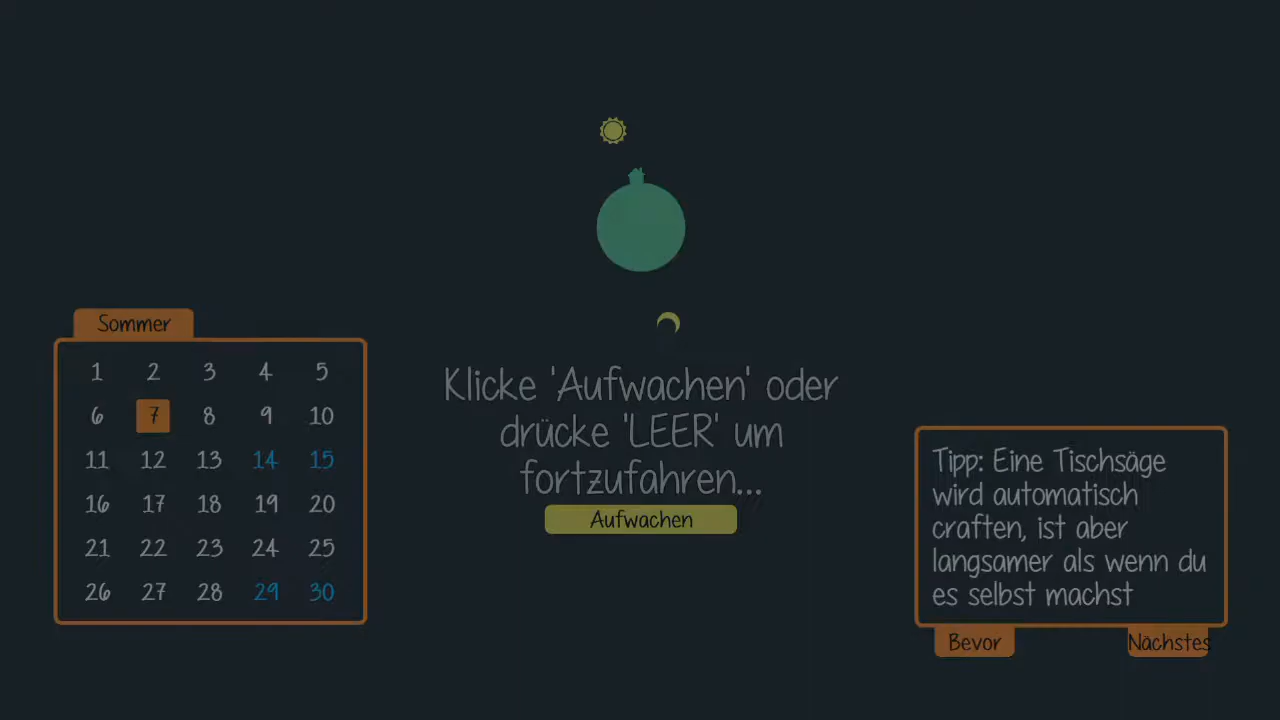 Sommer
1 2 3 4 5
6 7 8 9 10
11 12 13 14 15
16 17 18 19 20
21 22 23 24 25
26 27 28 29 30
Klicke 'Aufwachen' oder
drücke 'LEER' um
fortzufahren...
Aufwachen
Tipp: Eine Tischsäge
wird automatisch
craften, ist aber
langsamer als wenn du
es selbst machst
Bevor
Nächstes